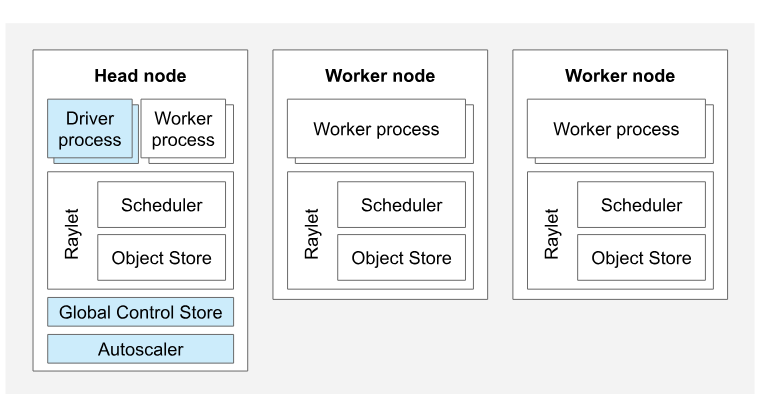 Head node
Driver
process
Worker
process
Raylet
Scheduler
Object Store
Global Control Store
Autoscaler
Worker node
Worker process
Raylet
Scheduler
Object Store
Worker node
Worker process
Raylet
Scheduler
Object Store